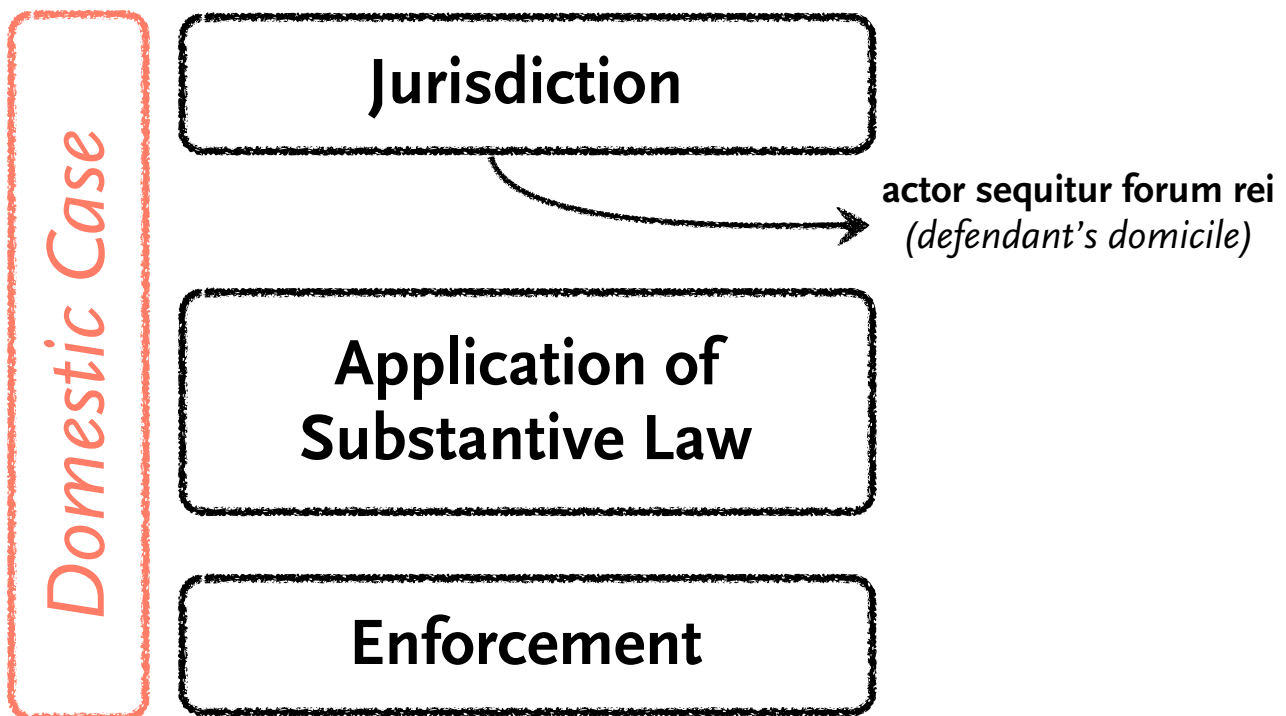 Domestic Case
Jurisdiction
actor sequitur forum rei
(defendant’s domicile)
Application of
Substantive Law
Enforcement